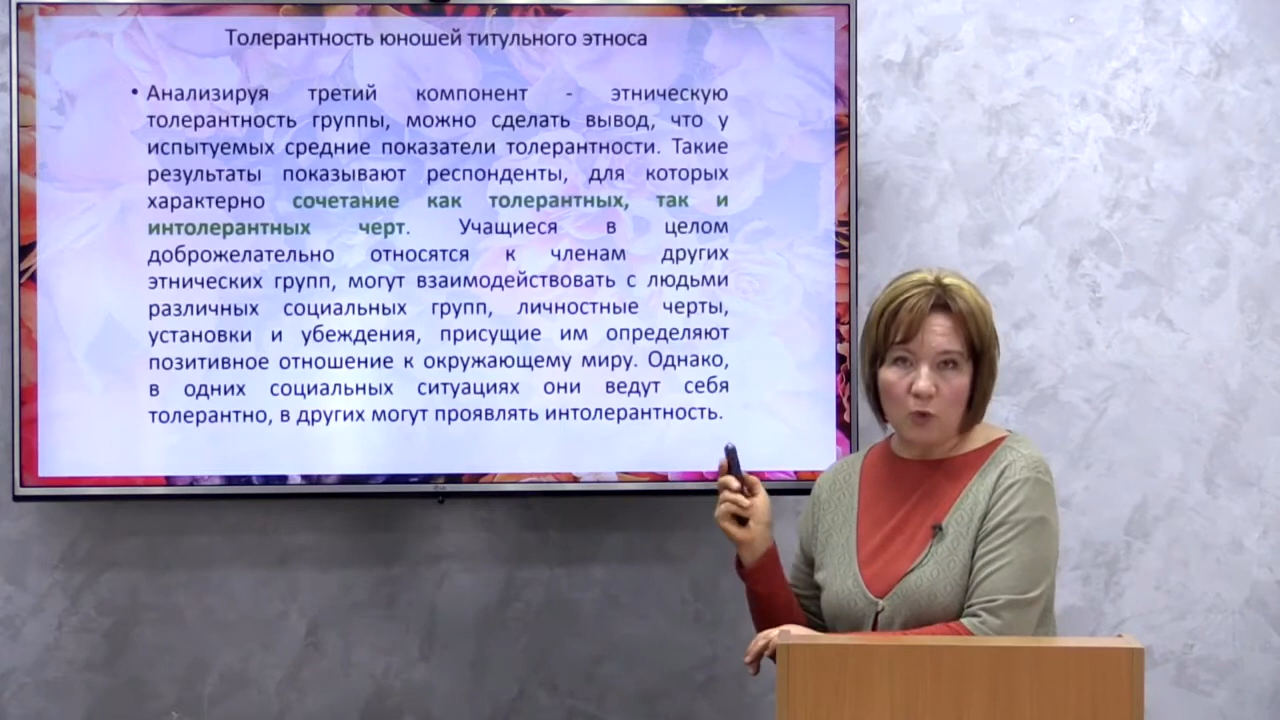 Толерантность юношей титульного этноса
• Анализируя третий компонент - этническую
толерантность группы, можно сделать вывод, что у
испытуемых средние показатели толерантности. Такие
результаты показывают респонденты, для которых
характерно сочетание как толерантных, так и
интолерантных черт. Учащиеся в целом
доброжелательно относятся к членам других
этнических групп, могут взаимодействовать с людьми
различных социальных групп, личностные черты,
установки и убеждения, присущие им определяют
позитивное отношение к окружающему миру. Однако,
в одних социальных ситуациях они ведут себя
толерантно, в других могут проявлять интолерантность.